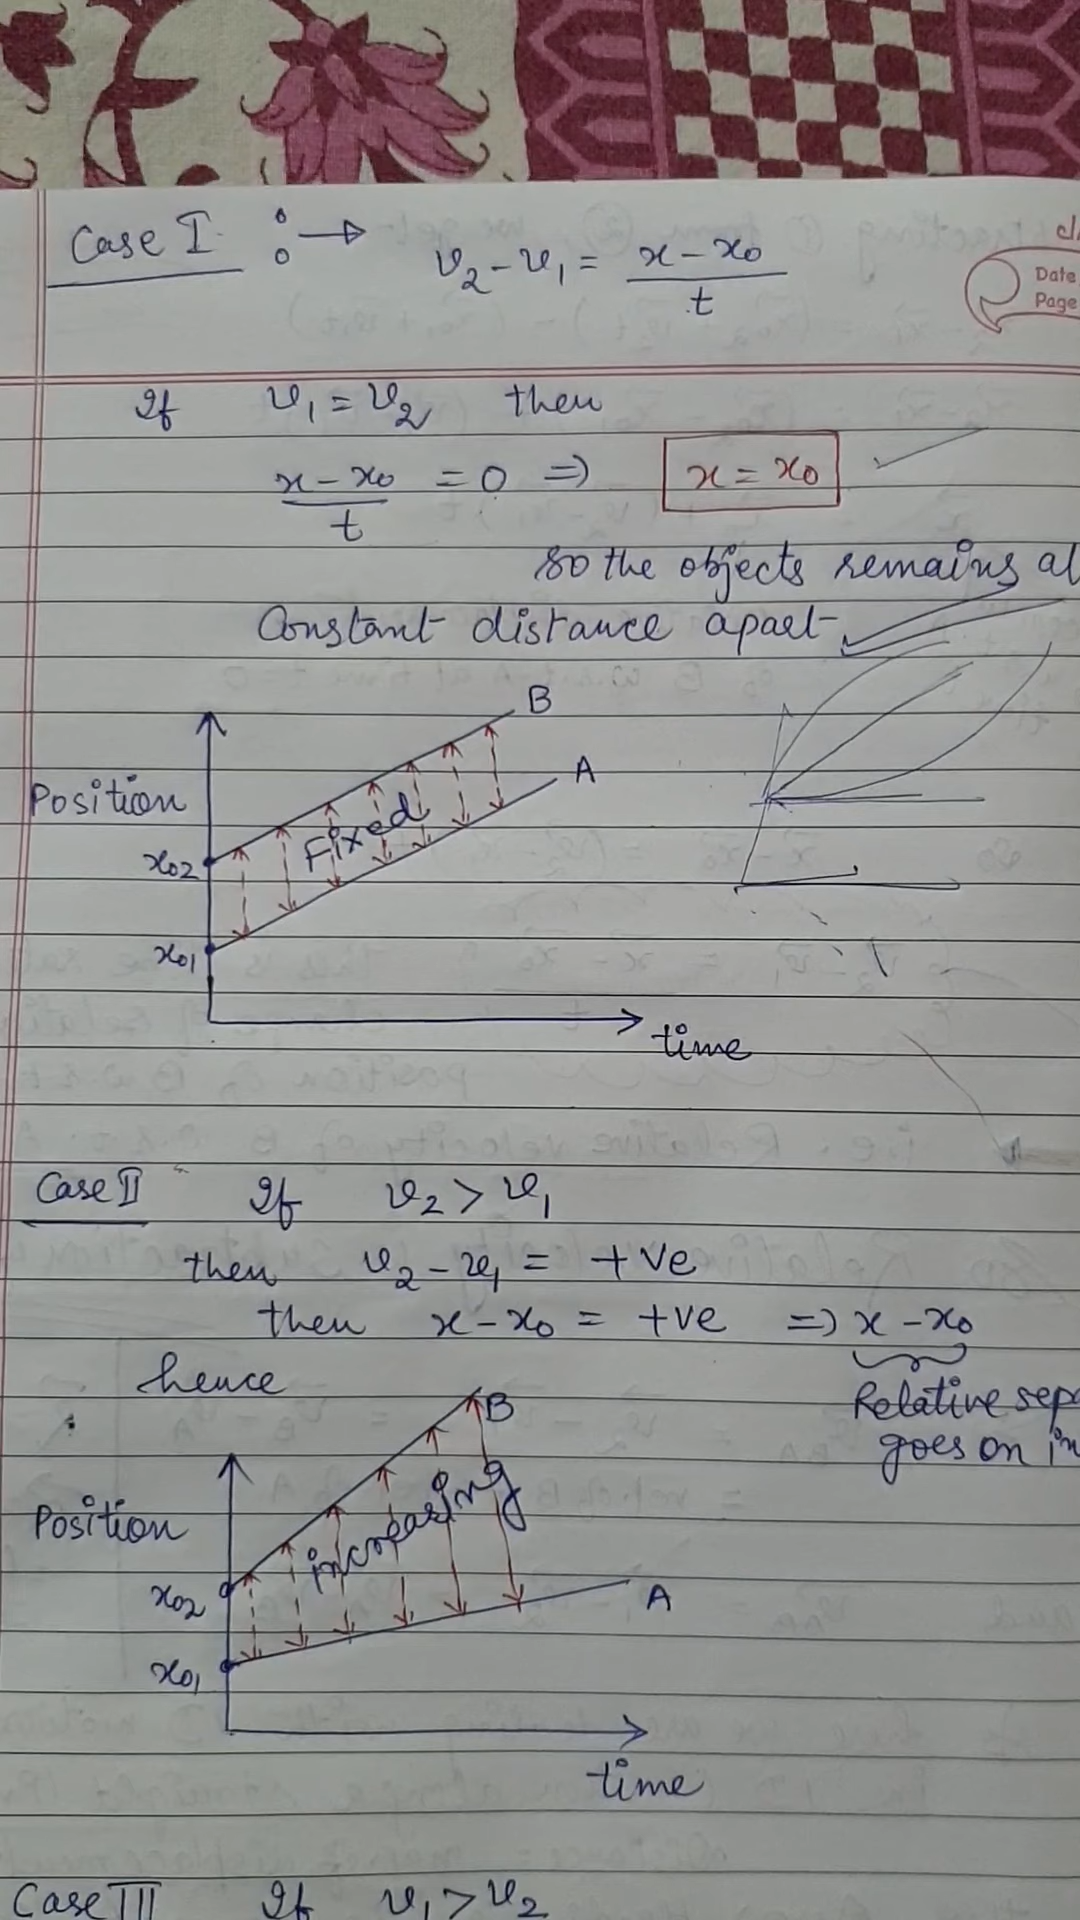 Case I :→ v₂ - v₁ = (x - x₀)/t
Date
Page
If v₁ = v₂ then
(x - x₀)/t = 0 ⇒ x = x₀
so the objects remains at
Constant distance apart
B
A
Position
Fixed
x₀₂
x₀₁
time
Case II If v₂ > v₁
then v₂ - v₁ = +ve
then x - x₀ = +ve ⇒ x - x₀
hence
Relative
goes on
B
increasing
Position
x₀₂
A
x₀₁
time
Case III If v₁ > v₂